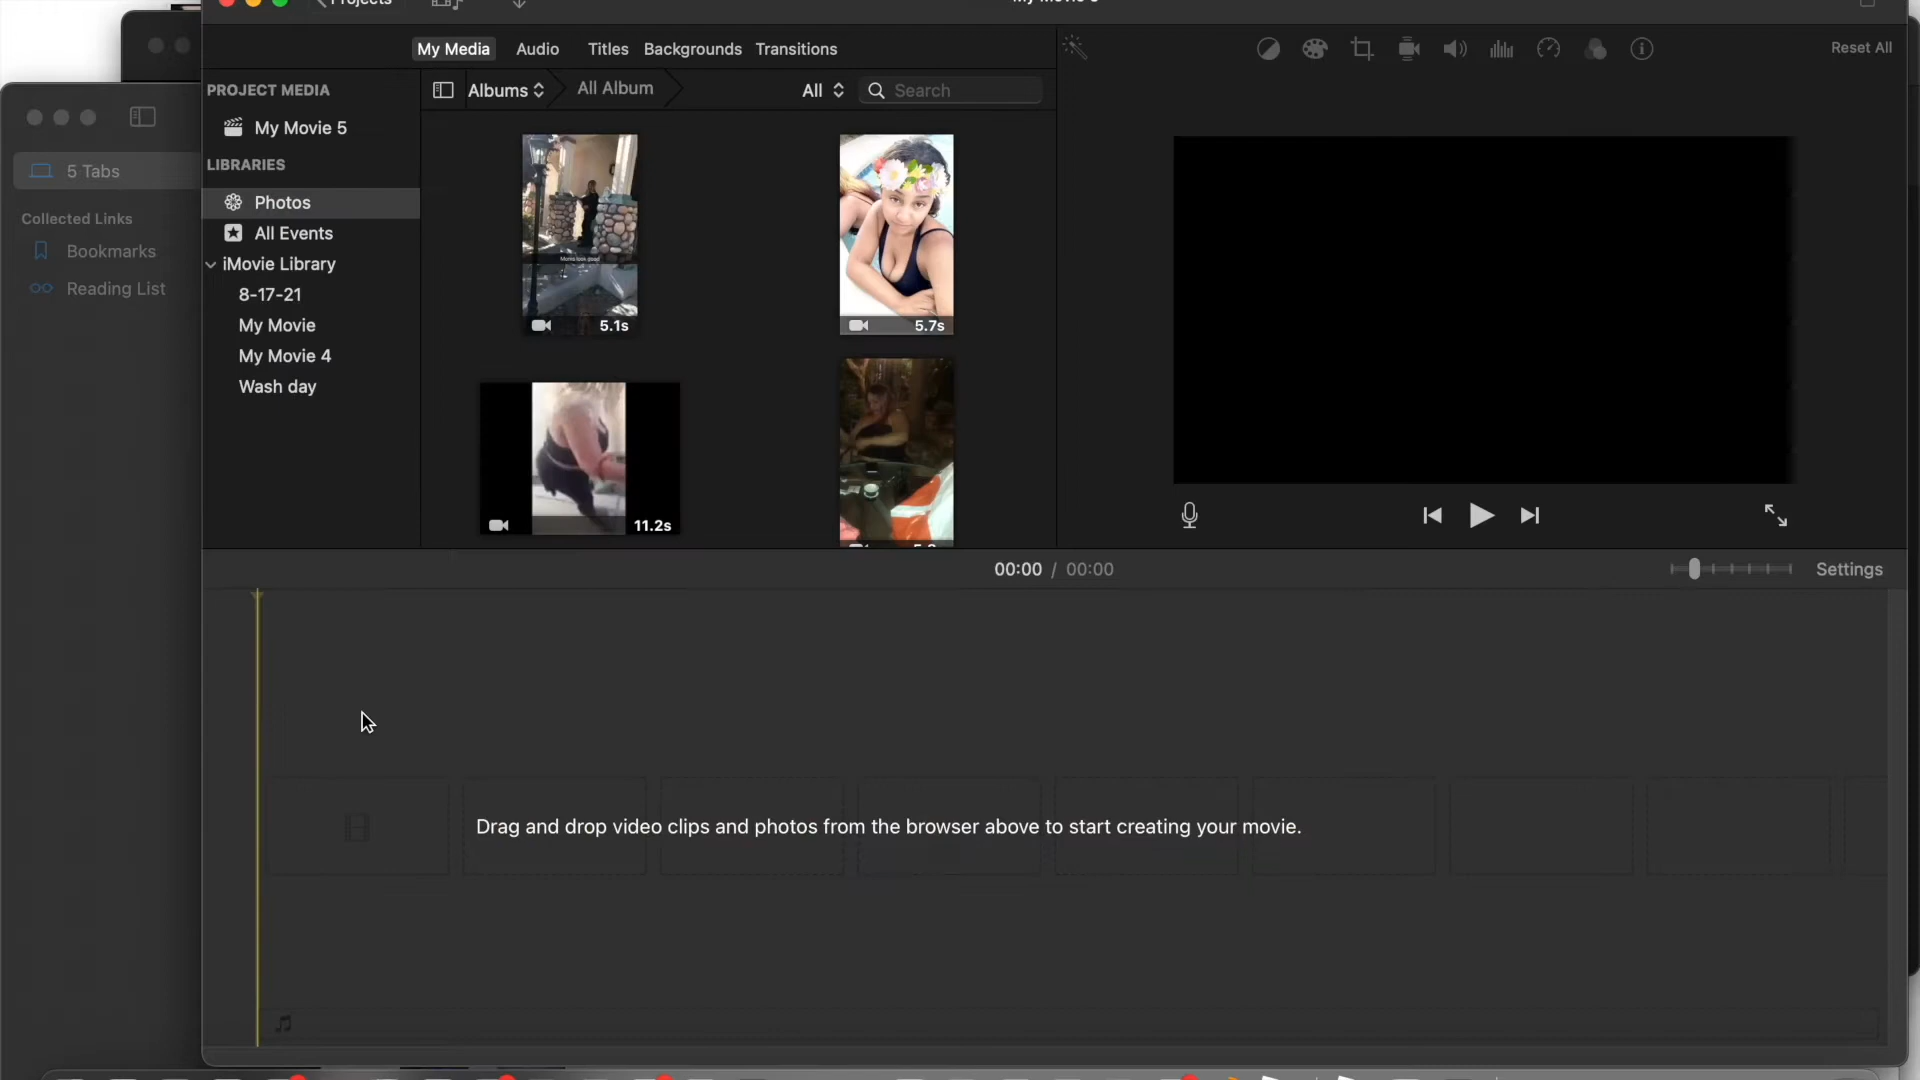 Projects
My Media Audio Titles Backgrounds Transitions
Reset All
PROJECT MEDIA
Albums All Album All Search
My Movie 5
LIBRARIES
Photos
All Events
iMovie Library
8-17-21
My Movie
My Movie 4
Wash day
5 Tabs
Collected Links
Bookmarks
Reading List
5.1s
5.7s
11.2s
00:00 / 00:00
Settings
Drag and drop video clips and photos from the browser above to start creating your movie.